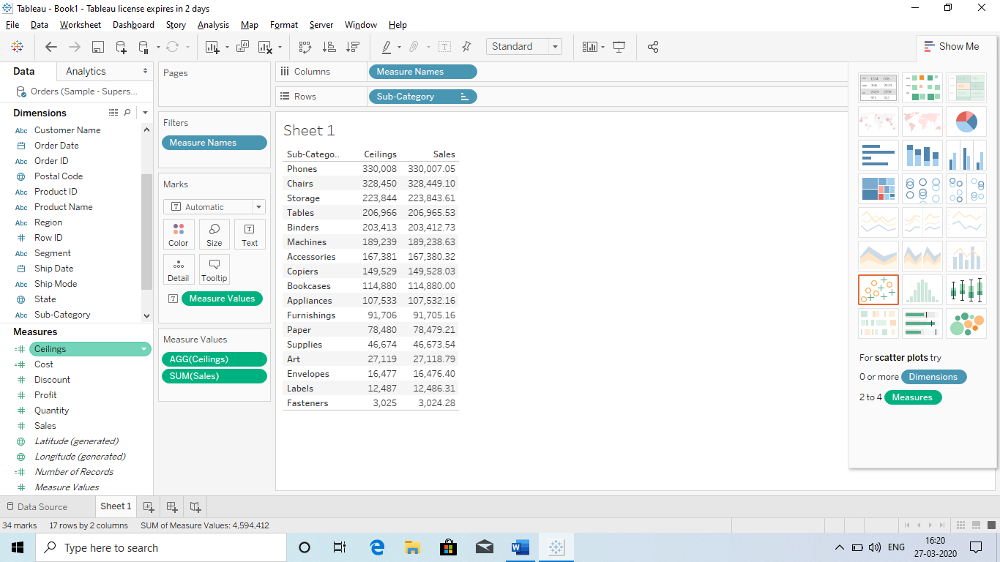 Tableau - Book1 - Tableau license expires in 2 days
File Data Worksheet Dashboard Story Analysis Map Format Server Window Help
Standard
Show Me
Data Analytics
Orders (Sample - Supers...
Dimensions
Abc Customer Name
Order Date
Abc Order ID
Postal Code
Abc Product ID
Abc Product Name
Abc Region
# Row ID
Abc Segment
Ship Date
Abc Ship Mode
State
Abc Sub-Category
Measures
=# Ceilings
=# Cost
# Discount
# Profit
# Quantity
# Sales
Latitude (generated)
Longitude (generated)
=# Number of Records
# Measure Values
Pages
Filters
Measure Names
Marks
Automatic
Color Size Text
Detail Tooltip
Measure Values
Measure Values
AGG(Ceilings)
SUM(Sales)
Columns Measure Names
Rows Sub-Category
Sheet 1
Sub-Catego.. Ceilings Sales
Phones 330,008 330,007.05
Chairs 328,450 328,449.10
Storage 223,844 223,843.61
Tables 206,966 206,965.53
Binders 203,413 203,412.73
Machines 189,239 189,238.63
Accessories 167,381 167,380.32
Copiers 149,529 149,528.03
Bookcases 114,880 114,880.00
Appliances 107,533 107,532.16
Furnishings 91,706 91,705.16
Paper 78,480 78,479.21
Supplies 46,674 46,673.54
Art 27,119 27,118.79
Envelopes 16,477 16,476.40
Labels 12,487 12,486.31
Fasteners 3,025 3,024.28
For scatter plots try
0 or more Dimensions
2 to 4 Measures
Data Source Sheet 1
34 marks 17 rows by 2 columns SUM of Measure Values: 4,594,412
Type here to search
ENG
16:20
27-03-2020